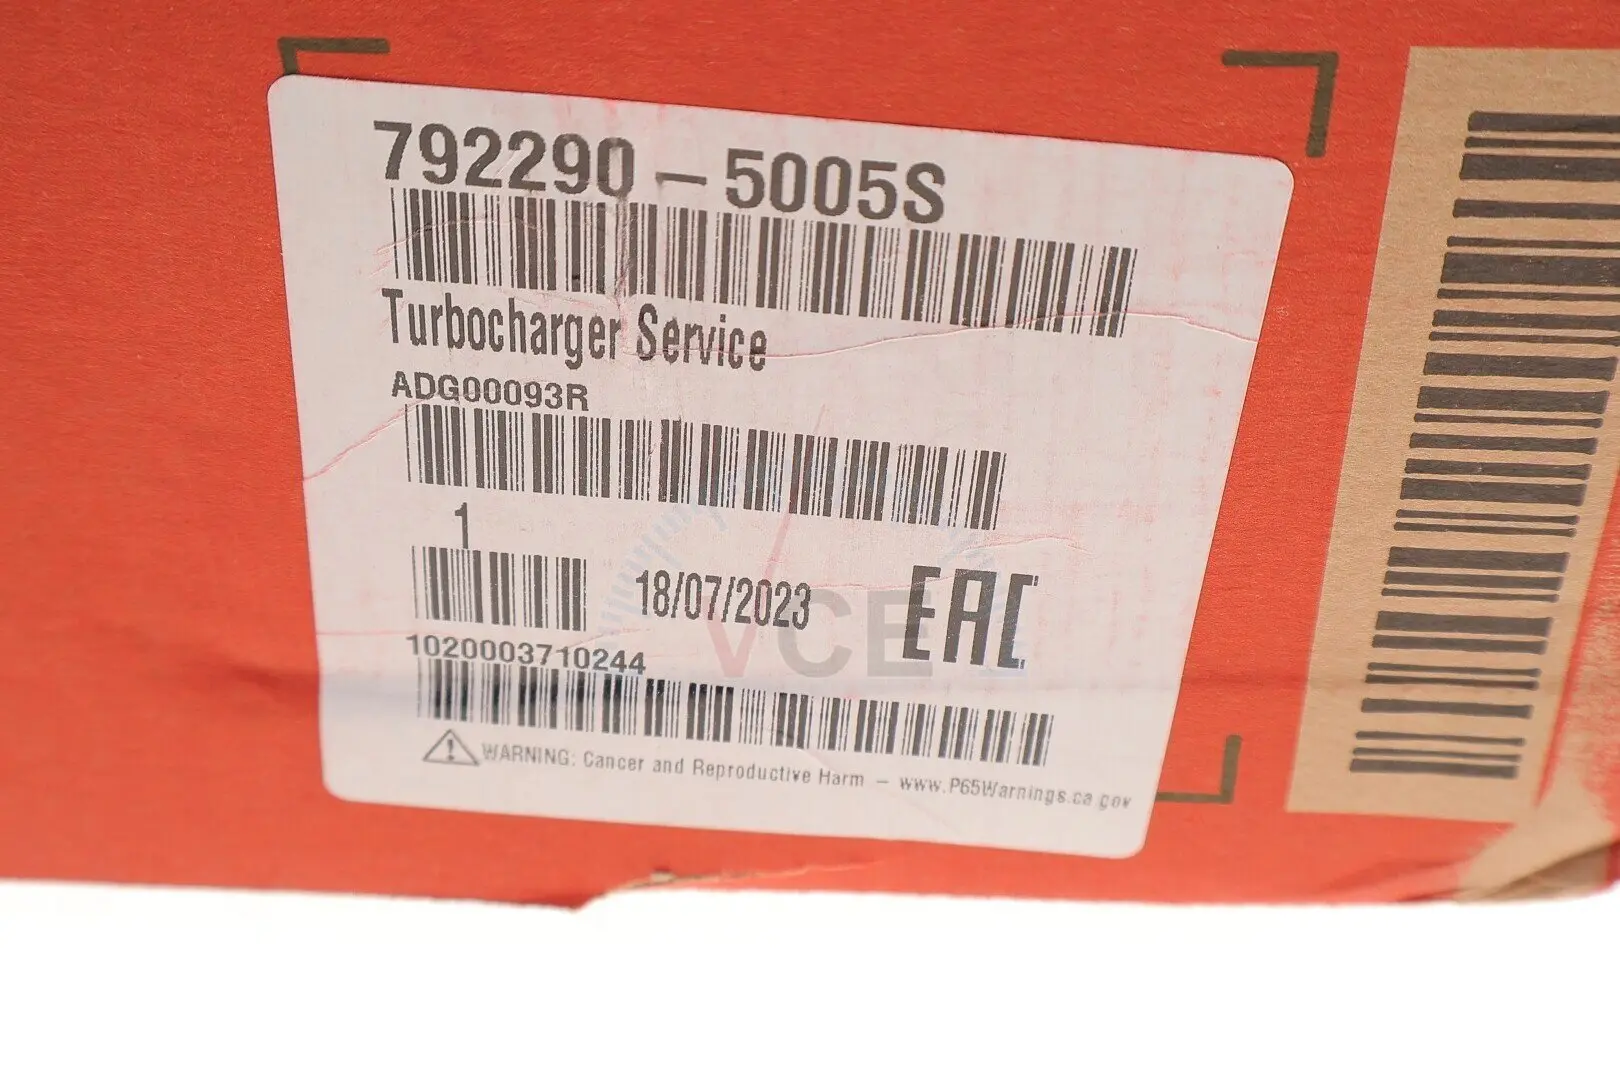 792290-5005S
Turbocharger Service
ADG00093R
1
18/07/2023
EAC
VCE
1020003710244
WARNING: Cancer and Reproductive Harm - www.P65Warnings.ca.gov